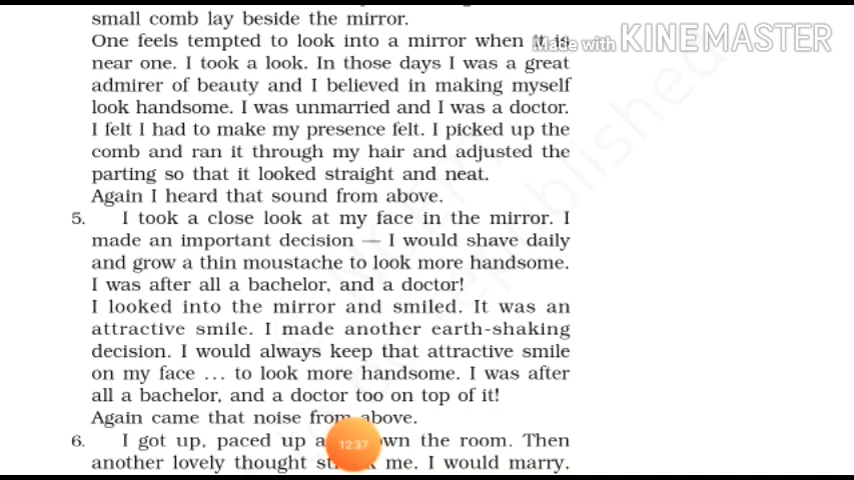 small comb lay beside the mirror.
One feels tempted to look into a mirror when it is
near one. I took a look. In those days I was a great
admirer of beauty and I believed in making myself
look handsome. I was unmarried and I was a doctor.
I felt I had to make my presence felt. I picked up the
comb and ran it through my hair and adjusted the
parting so that it looked straight and neat.
Again I heard that sound from above.
5. I took a close look at my face in the mirror. I
made an important decision — I would shave daily
and grow a thin moustache to look more handsome.
I was after all a bachelor, and a doctor!
I looked into the mirror and smiled. It was an
attractive smile. I made another earth-shaking
decision. I would always keep that attractive smile
on my face ... to look more handsome. I was after
all a bachelor, and a doctor too on top of it!
Again came that noise from above.
6. I got up, paced up a own the room. Then
another lovely thought st k me. I would marry.
Made with KINEMASTER
12:37